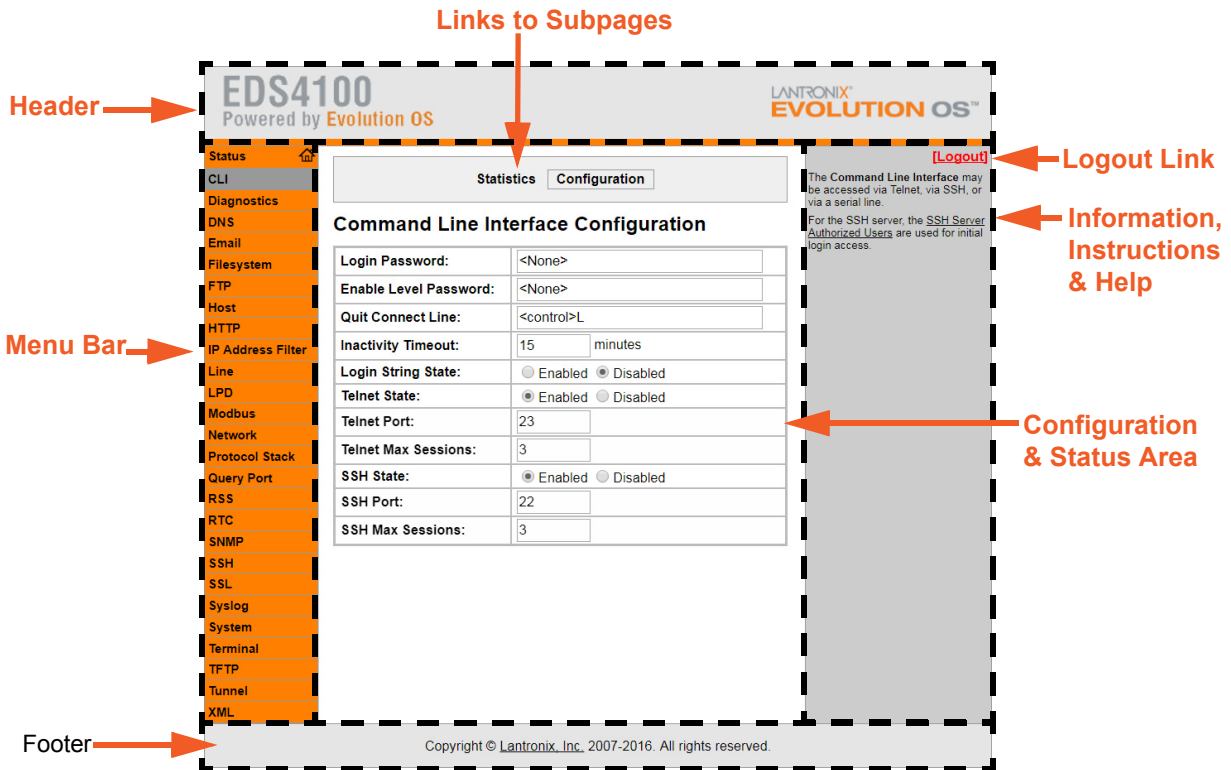 Links to Subpages
Header
EDS4100
Powered by Evolution OS
LANTRONIX™
EVOLUTION OS™
Status
CLI
Diagnostics
DNS
Email
Filesystem
FTP
Host
HTTP
IP Address Filter
Line
LPD
Modbus
Network
Protocol Stack
Query Port
RSS
RTC
SNMP
SSH
SSL
Syslog
System
Terminal
TFTP
Tunnel
XML
Menu Bar
Statistics Configuration
Command Line Interface Configuration
Login Password: <None>
Enable Level Password: <None>
Quit Connect Line: <control>L
Inactivity Timeout: 15 minutes
Login String State: Enabled Disabled
Telnet State: Enabled Disabled
Telnet Port: 23
Telnet Max Sessions: 3
SSH State: Enabled Disabled
SSH Port: 22
SSH Max Sessions: 3
[Logout]
The Command Line Interface may
be accessed via Telnet, via SSH, or
via a serial line.
For the SSH server, the SSH Server
Authorized Users are used for initial
login access.
Logout Link
Information,
Instructions
& Help
Configuration
& Status Area
Footer
Copyright © Lantronix, Inc. 2007-2016. All rights reserved.